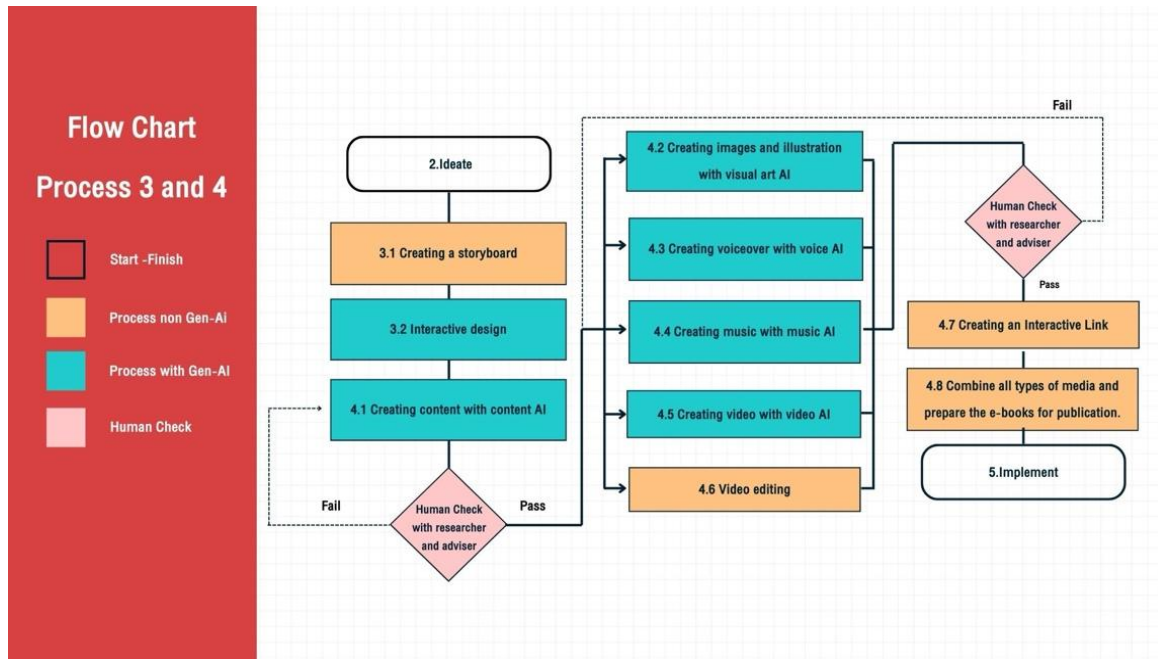 Flow Chart
Process 3 and 4
Start -Finish
Process non Gen-Ai
Process with Gen-AI
Human Check
2.Ideate
3.1 Creating a storyboard
3.2 Interactive design
4.1 Creating content with content AI
Fail
Human Check
with researcher
and adviser
Pass
4.2 Creating images and illustration
with visual art AI
4.3 Creating voiceover with voice AI
4.4 Creating music with music AI
4.5 Creating video with video AI
4.6 Video editing
Fail
Human Check
with researcher
and adviser
Pass
4.7 Creating an Interactive Link
4.8 Combine all types of media and
prepare the e-books for publication.
5.Implement